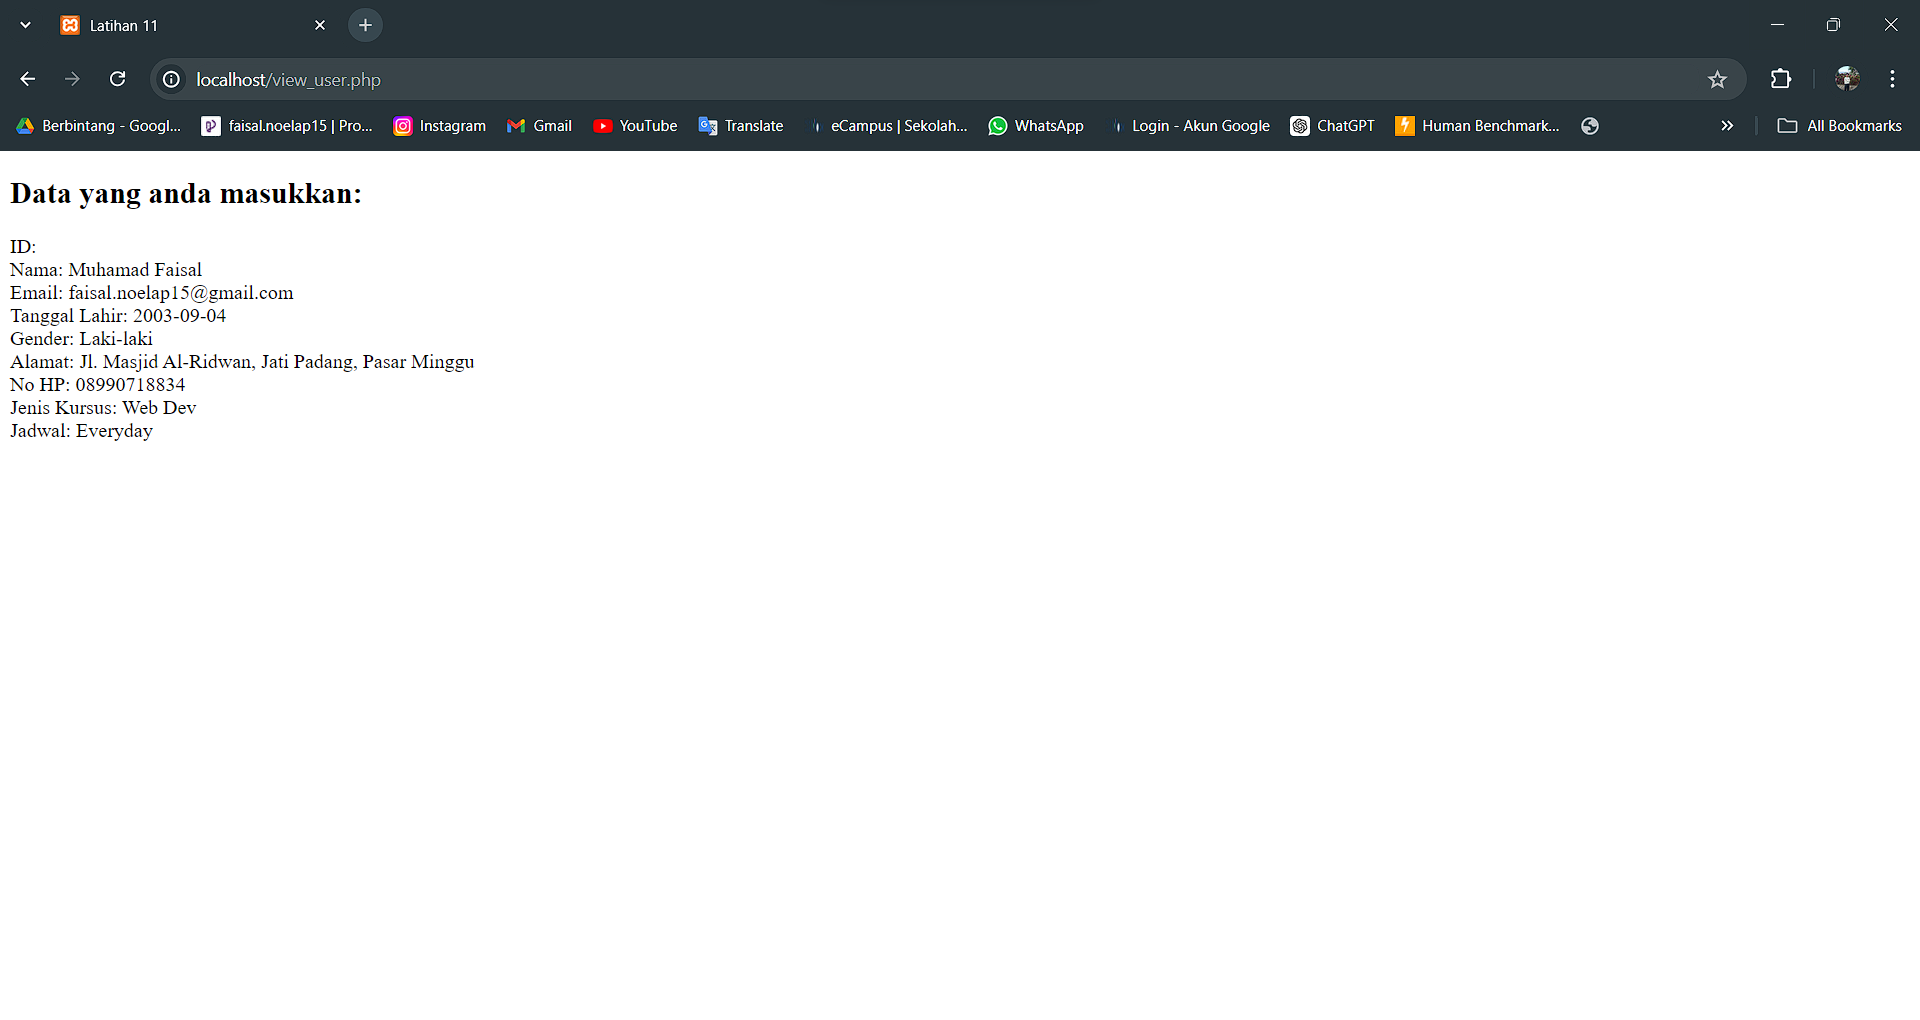 Latihan 11
localhost/view_user.php
Berbintang - Googl... faisal.noelap15 | Pro... Instagram Gmail YouTube Translate eCampus | Sekolah... WhatsApp Login - Akun Google ChatGPT Human Benchmark... All Bookmarks
Data yang anda masukkan:
ID:
Nama: Muhamad Faisal
Email: faisal.noelap15@gmail.com
Tanggal Lahir: 2003-09-04
Gender: Laki-laki
Alamat: Jl. Masjid Al-Ridwan, Jati Padang, Pasar Minggu
No HP: 08990718834
Jenis Kursus: Web Dev
Jadwal: Everyday